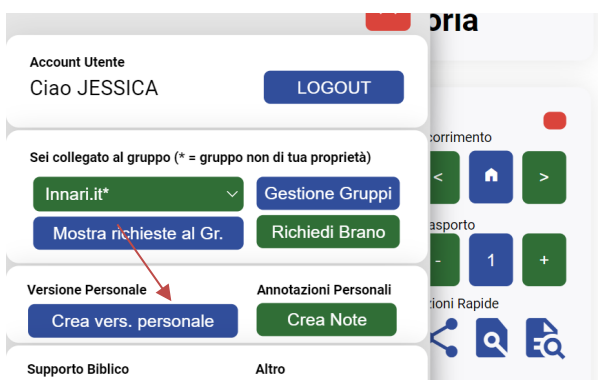 oria
Account Utente
Ciao JESSICA
LOGOUT
Sei collegato al gruppo (* = gruppo non di tua proprietà)
Innari.it*
Gestione Gruppi
Mostra richieste al Gr.
Richiedi Brano
Versione Personale
Annotazioni Personali
Crea vers. personale
Crea Note
Supporto Biblico
Altro
corrimento
<
>
asporto
-
1
+
zioni Rapide